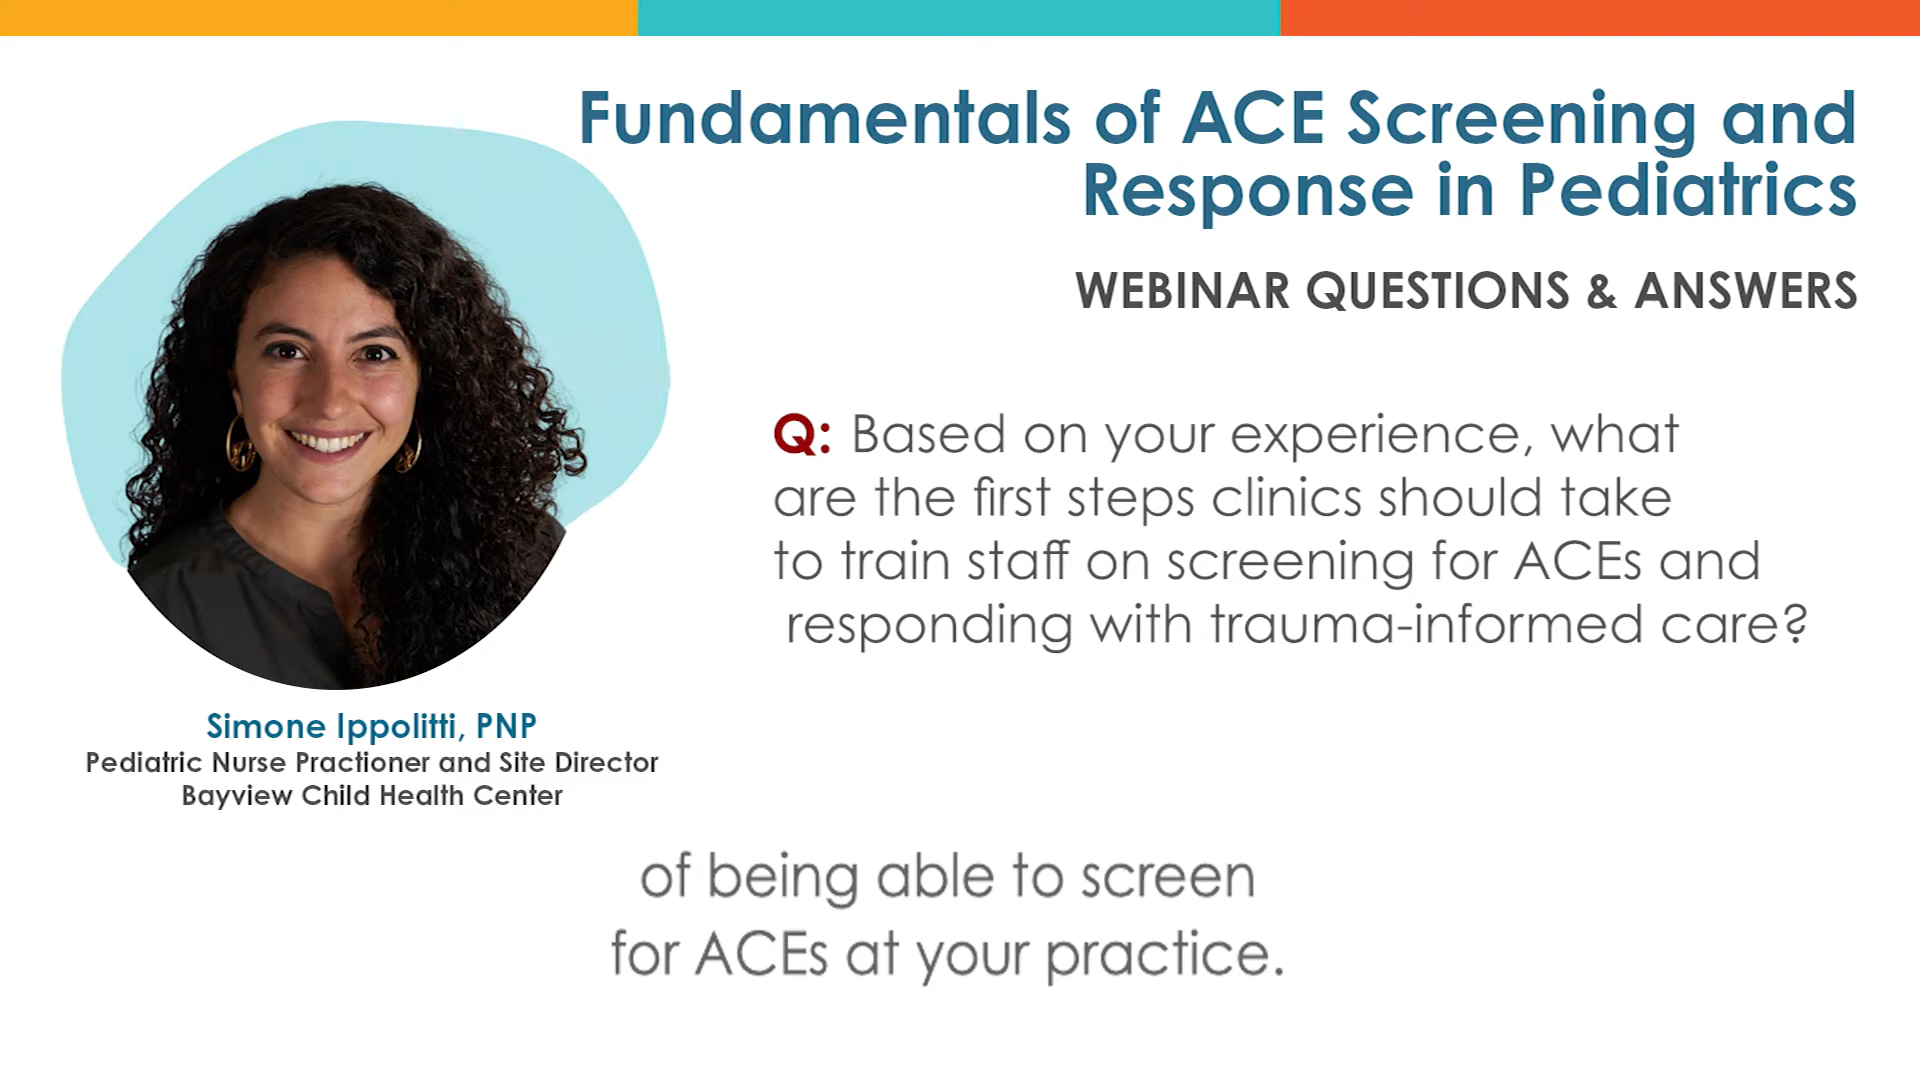 Fundamentals of ACE Screening and
Response in Pediatrics
WEBINAR QUESTIONS & ANSWERS
Q: Based on your experience, what
are the first steps clinics should take
to train staff on screening for ACEs and
responding with trauma-informed care?
Simone Ippolitti, PNP
Pediatric Nurse Practioner and Site Director
Bayview Child Health Center
of being able to screen
for ACEs at your practice.